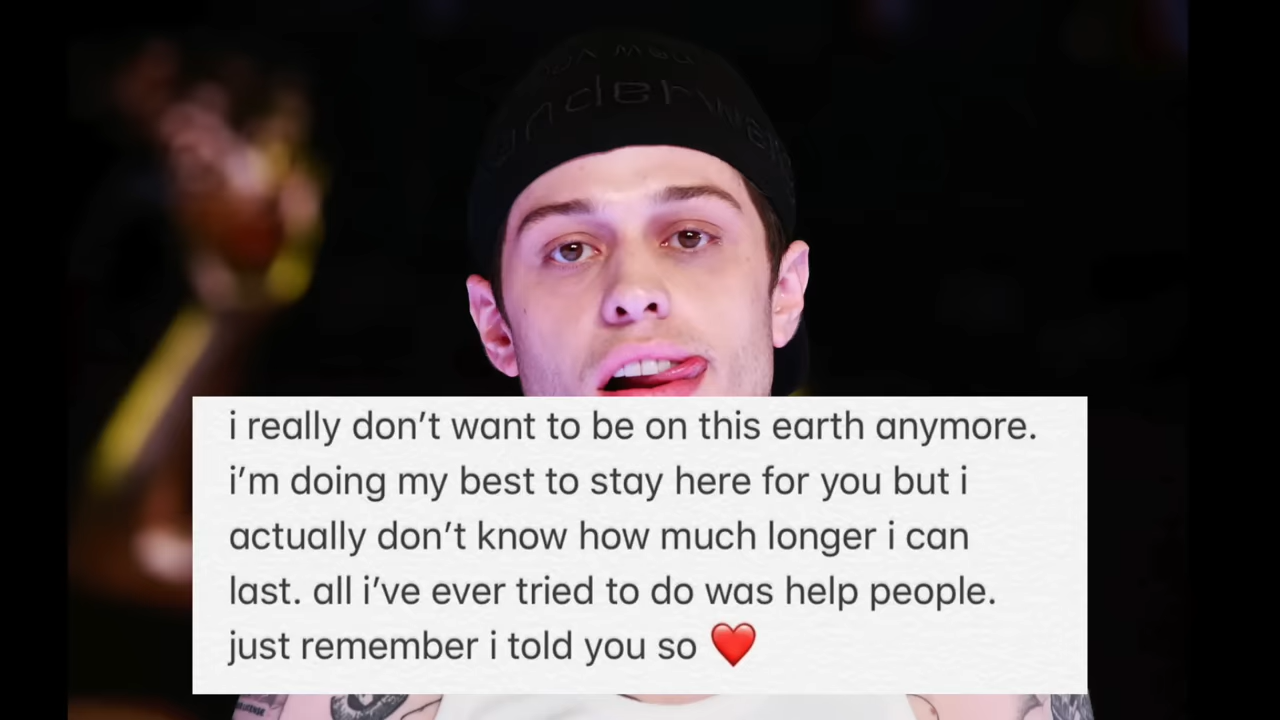 i really don’t want to be on this earth anymore.
i’m doing my best to stay here for you but i
actually don’t know how much longer i can
last. all i’ve ever tried to do was help people.
just remember i told you so ❤️